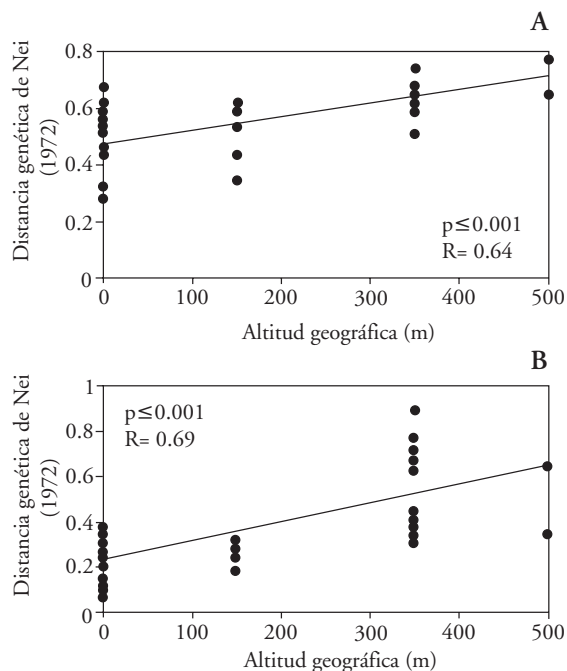 A
0.8
0.6
0.4
0.2
0
Distancia genética de Nei
(1972)
p≤0.001
R= 0.64
0 100 200 300 400 500
Altitud geográfica (m)
B
1
0.8
0.6
0.4
0.2
0
Distancia genética de Nei
(1972)
p≤0.001
R= 0.69
0 100 200 300 400 500
Altitud geográfica (m)